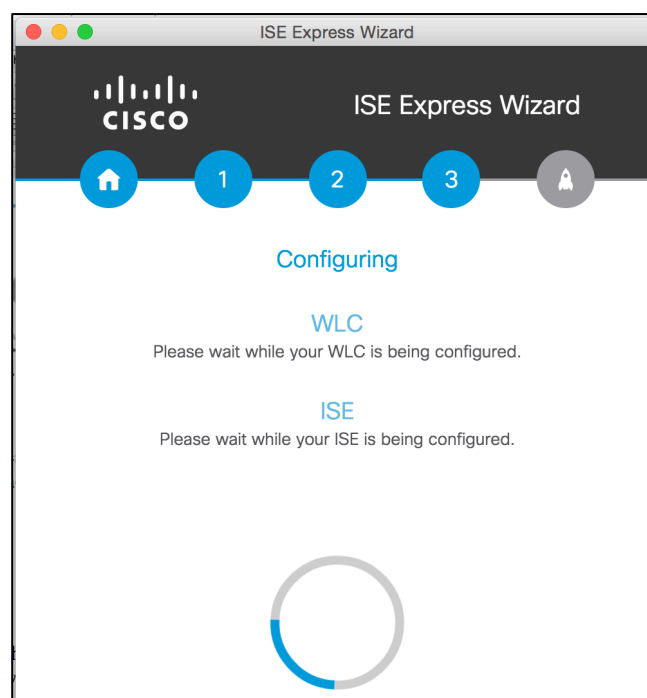 ISE Express Wizard
CISCO
ISE Express Wizard
1 2 3
Configuring
WLC
Please wait while your WLC is being configured.
ISE
Please wait while your ISE is being configured.